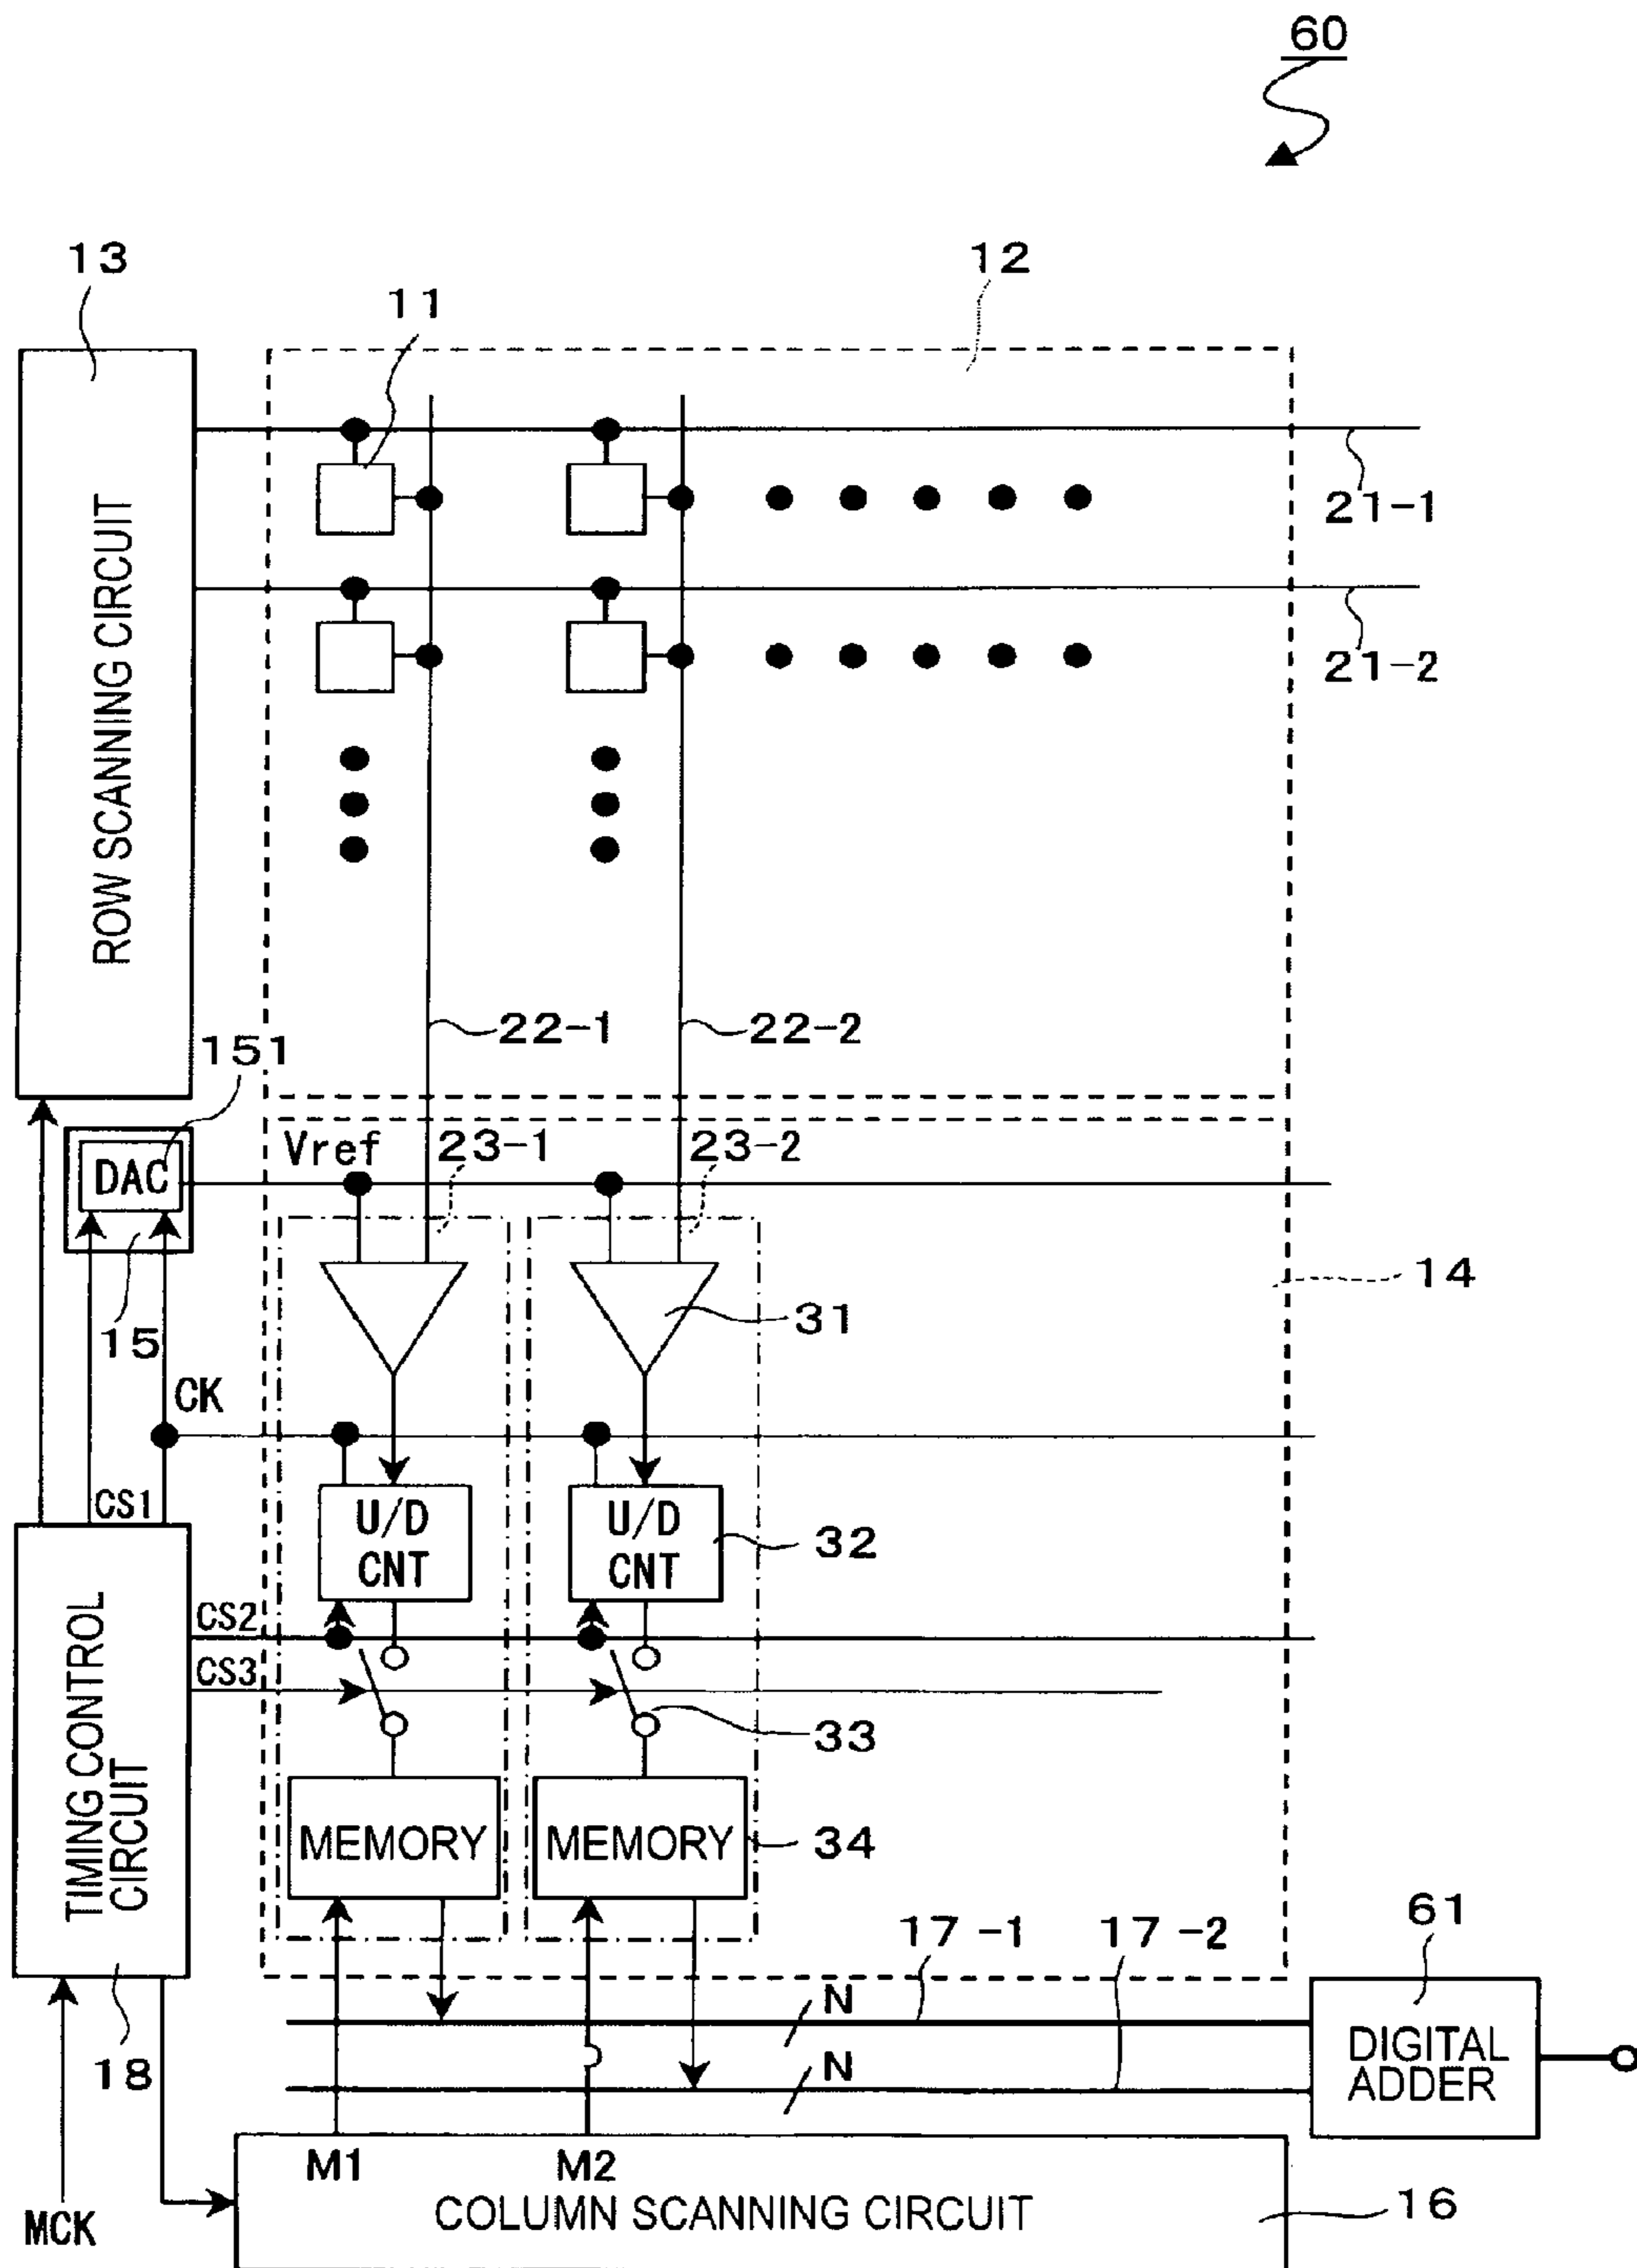 60
13
12
11
ROW SCANNING CIRCUIT
21-1
21-2
22-1
22-2
151
DAC
Vref
23-1
23-2
15
14
31
CK
CS1
U/D
CNT
U/D
CNT
32
CS2
CS3
33
TIMING CONTROL
CIRCUIT
MEMORY
MEMORY
34
17-1
17-2
61
N
N
DIGITAL
ADDER
18
M1
M2
MCK
COLUMN SCANNING CIRCUIT
16